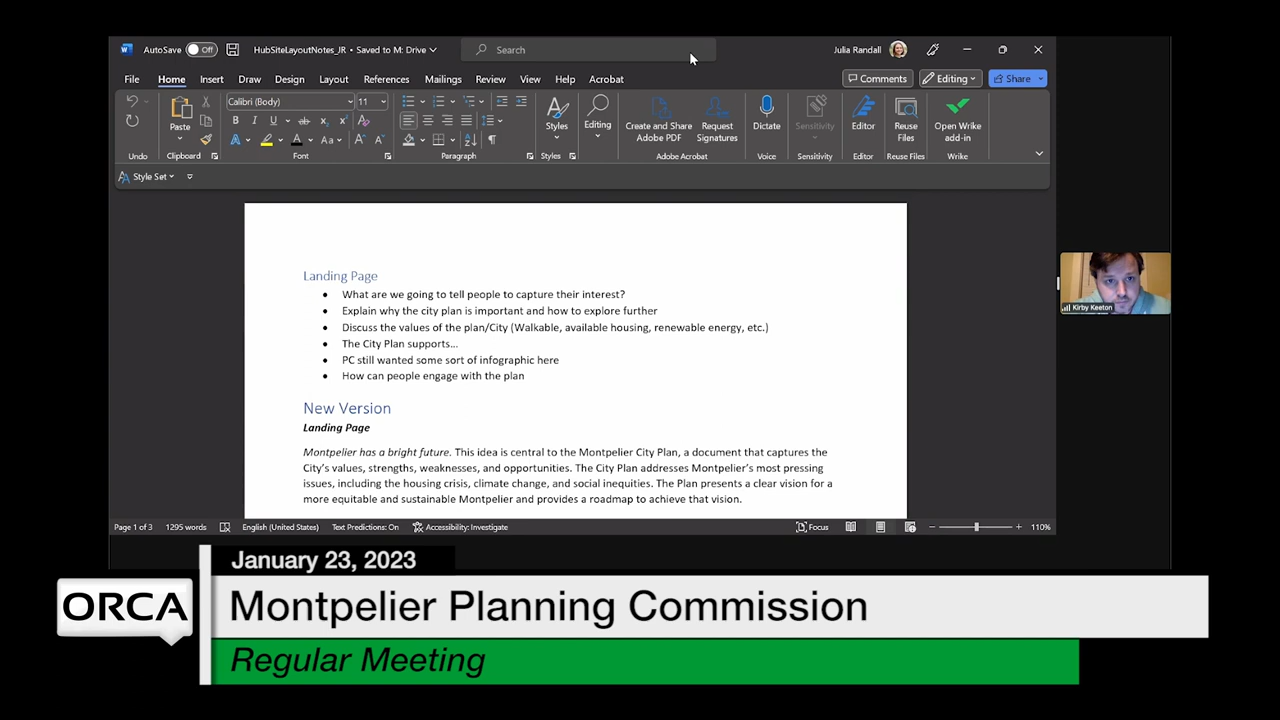 AutoSave Off HubSiteLayoutNotes_JR • Saved to M: Drive Search Julia Randall
File Home Insert Draw Design Layout References Mailings Review View Help Acrobat Comments Editing Share
Calibri (Body) 11
Paste Styles Editing Create and Share Adobe PDF Request Signatures Dictate Sensitivity Editor Reuse Files Open Wrike add-in
Undo Clipboard Font Paragraph Styles Adobe Acrobat Voice Sensitivity Editor Reuse Files Wrike
Style Set
Landing Page
• What are we going to tell people to capture their interest?
• Explain why the city plan is important and how to explore further
• Discuss the values of the plan/City (Walkable, available housing, renewable energy, etc.)
• The City Plan supports...
• PC still wanted some sort of infographic here
• How can people engage with the plan
New Version
Landing Page
Montpelier has a bright future. This idea is central to the Montpelier City Plan, a document that captures the
City's values, strengths, weaknesses, and opportunities. The City Plan addresses Montpelier's most pressing
issues, including the housing crisis, climate change, and social inequities. The Plan presents a clear vision for a
more equitable and sustainable Montpelier and provides a roadmap to achieve that vision.
Kirby Keeton
Page 1 of 3 1295 words English (United States) Text Predictions: On Accessibility: Investigate Focus 110%
January 23, 2023
ORCA
Montpelier Planning Commission
Regular Meeting